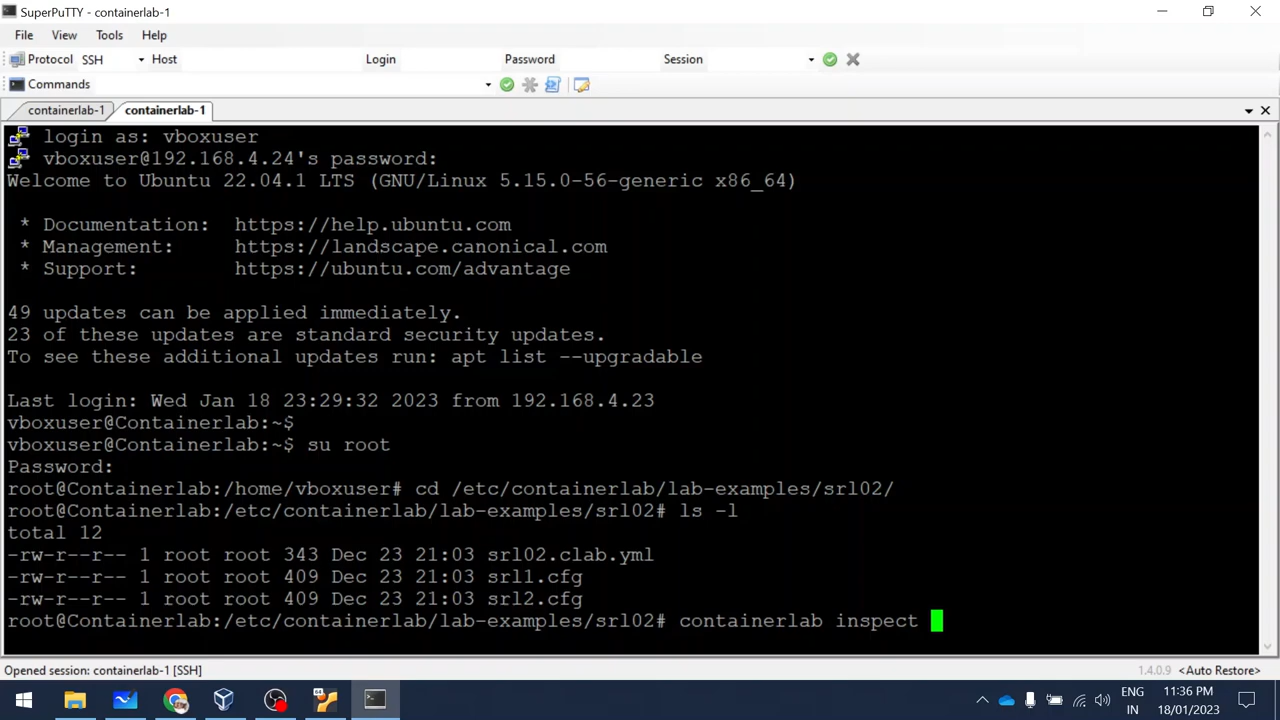 SuperPuTTY - containerlab-1
File View Tools Help
Protocol SSH Host Login Password Session
Commands
containerlab-1 containerlab-1
login as: vboxuser
vboxuser@192.168.4.24's password:
Welcome to Ubuntu 22.04.1 LTS (GNU/Linux 5.15.0-56-generic x86_64)
* Documentation: https://help.ubuntu.com
* Management: https://landscape.canonical.com
* Support: https://ubuntu.com/advantage
49 updates can be applied immediately.
23 of these updates are standard security updates.
To see these additional updates run: apt list --upgradable
Last login: Wed Jan 18 23:29:32 2023 from 192.168.4.23
vboxuser@Containerlab:~$
vboxuser@Containerlab:~$ su root
Password:
root@Containerlab:/home/vboxuser# cd /etc/containerlab/lab-examples/srl02/
root@Containerlab:/etc/containerlab/lab-examples/srl02# ls -l
total 12
-rw-r--r-- 1 root root 343 Dec 23 21:03 srl02.clab.yml
-rw-r--r-- 1 root root 409 Dec 23 21:03 srl1.cfg
-rw-r--r-- 1 root root 409 Dec 23 21:03 srl2.cfg
root@Containerlab:/etc/containerlab/lab-examples/srl02# containerlab inspect
Opened session: containerlab-1 [SSH] 1.4.0.9 <Auto Restore>
ENG 11:36 PM
IN 18/01/2023